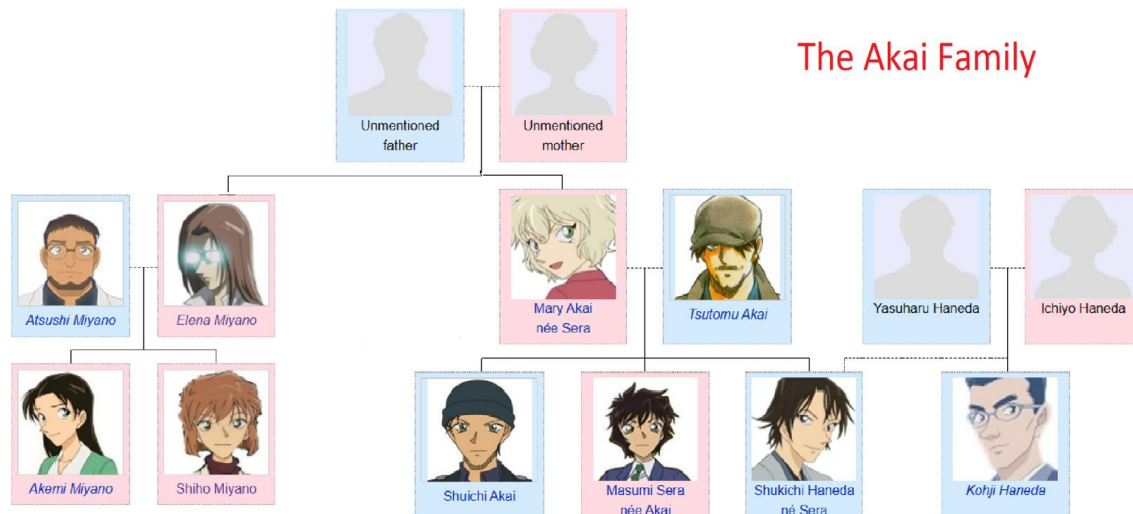 The Akai Family
Unmentioned
father
Unmentioned
mother
Atsushi Miyano
Elena Miyano
Mary Akai
née Sera
Tsutomu Akai
Yasuharu Haneda
Ichiyo Haneda
Akemi Miyano
Shiho Miyano
Shuichi Akai
Masumi Sera
née Akai
Shukichi Haneda
né Sera
Kohji Haneda